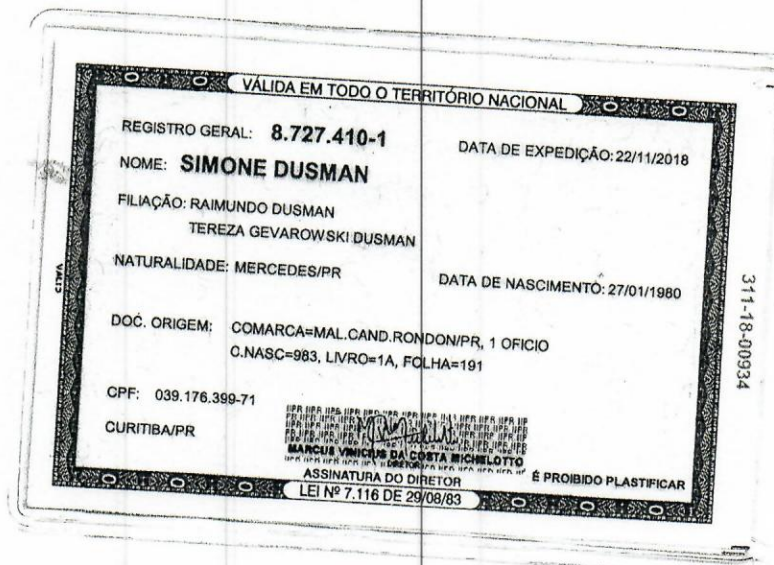 VÁLIDA EM TODO O TERRITÓRIO NACIONAL
REGISTRO GERAL: 8.727.410-1
DATA DE EXPEDIÇÃO: 22/11/2018
NOME: SIMONE DUSMAN
FILIAÇÃO: RAIMUNDO DUSMAN
TEREZA GEVAROWSKI DUSMAN
NATURALIDADE: MERCEDES/PR
DATA DE NASCIMENTO: 27/01/1980
DOC. ORIGEM: COMARCA=MAL.CAND.RONDON/PR, 1 OFICIO
C.NASC=983, LIVRO=1A, FOLHA=191
CPF: 039.176.399-71
CURITIBA/PR
MARCUS VINICIUS DA COSTA MICHELOTTO
DIRETOR
ASSINATURA DO DIRETOR
É PROIBIDO PLASTIFICAR
LEI Nº 7.116 DE 29/08/83
311-18-00934